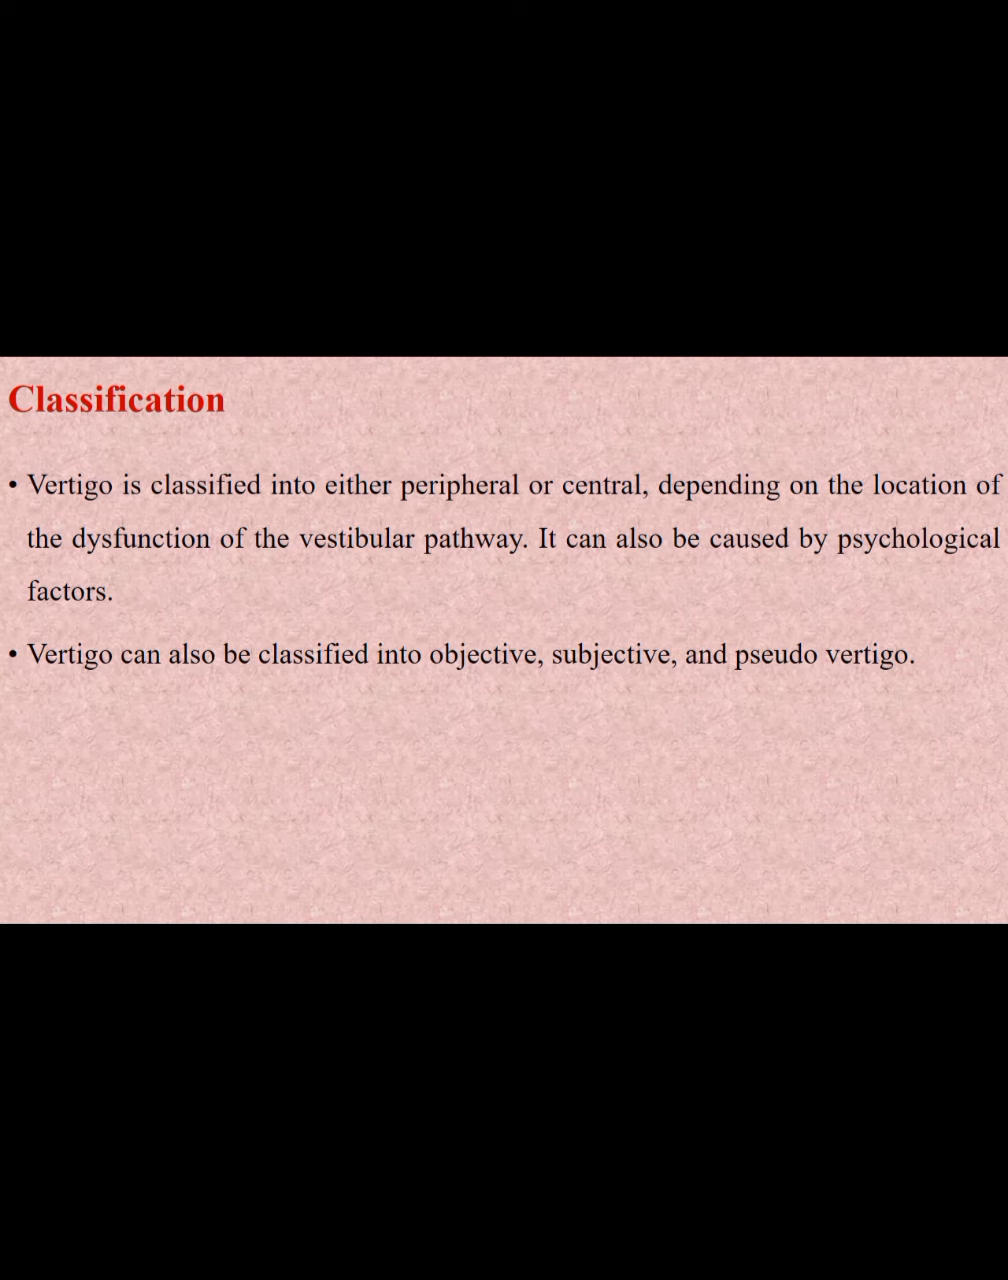 Classification
• Vertigo is classified into either peripheral or central, depending on the location of
the dysfunction of the vestibular pathway. It can also be caused by psychological
factors.
• Vertigo can also be classified into objective, subjective, and pseudo vertigo.